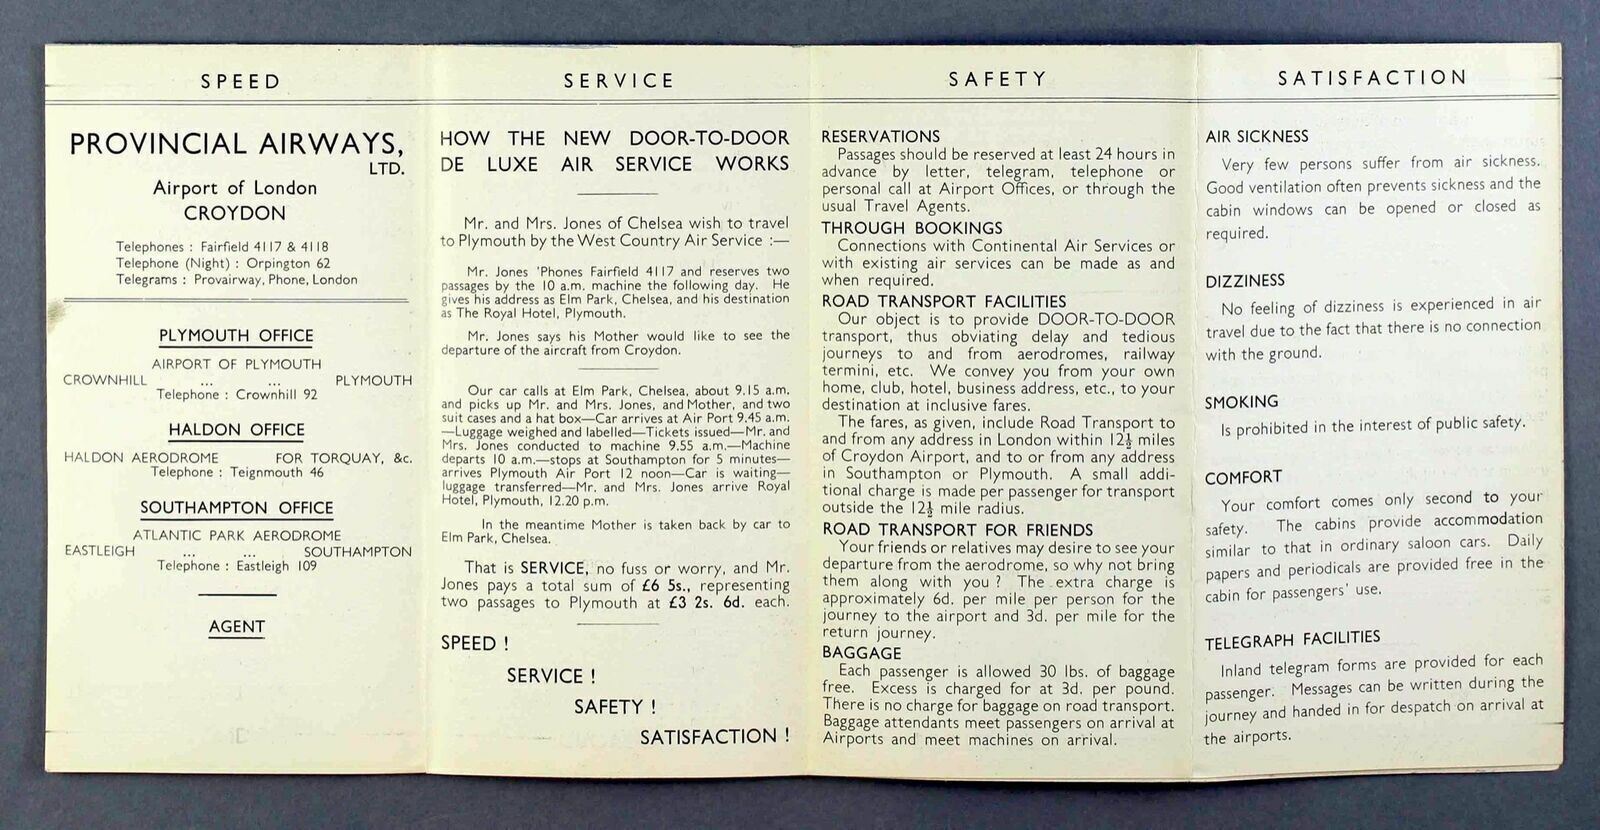 SPEED
PROVINCIAL AIRWAYS,
LTD.
Airport of London
CROYDON
Telephones : Fairfield 4117 & 4118
Telephone (Night) : Orpington 62
Telegrams : Provairway, Phone, London
PLYMOUTH OFFICE
AIRPORT OF PLYMOUTH
CROWNHILL ... ... PLYMOUTH
Telephone : Crownhill 92
HALDON OFFICE
HALDON AERODROME FOR TORQUAY, &c.
Telephone : Teignmouth 46
SOUTHAMPTON OFFICE
ATLANTIC PARK AERODROME
EASTLEIGH ... ... SOUTHAMPTON
Telephone : Eastleigh 109
AGENT
SERVICE
HOW THE NEW DOOR-TO-DOOR
DE LUXE AIR SERVICE WORKS
Mr. and Mrs. Jones of Chelsea wish to travel
to Plymouth by the West Country Air Service :—
Mr. Jones 'Phones Fairfield 4117 and reserves two
passages by the 10 a.m. machine the following day. He
gives his address as Elm Park, Chelsea, and his destination
as The Royal Hotel, Plymouth.
Mr. Jones says his Mother would like to see the
departure of the aircraft from Croydon.
Our car calls at Elm Park, Chelsea, about 9.15 a.m.
and picks up Mr. and Mrs. Jones, and Mother, and two
suit cases and a hat box—Car arrives at Air Port 9.45 a.m.
—Luggage weighed and labelled—Tickets issued—Mr. and
Mrs. Jones conducted to machine 9.55 a.m.—Machine
departs 10 a.m.—stops at Southampton for 5 minutes—
arrives Plymouth Air Port 12 noon—Car is waiting—
luggage transferred—Mr. and Mrs. Jones arrive Royal
Hotel, Plymouth, 12.20 p.m.
In the meantime Mother is taken back by car to
Elm Park, Chelsea.
That is SERVICE, no fuss or worry, and Mr.
Jones pays a total sum of £6 5s., representing
two passages to Plymouth at £3 2s. 6d. each.
SPEED !
SERVICE !
SAFETY !
SATISFACTION !
SAFETY
RESERVATIONS
Passages should be reserved at least 24 hours in
advance by letter, telegram, telephone or
personal call at Airport Offices, or through the
usual Travel Agents.
THROUGH BOOKINGS
Connections with Continental Air Services or
with existing air services can be made as and
when required.
ROAD TRANSPORT FACILITIES
Our object is to provide DOOR-TO-DOOR
transport, thus obviating delay and tedious
journeys to and from aerodromes, railway
termini, etc. We convey you from your own
home, club, hotel, business address, etc., to your
destination at inclusive fares.
The fares, as given, include Road Transport to
and from any address in London within 12½ miles
of Croydon Airport, and to or from any address
in Southampton or Plymouth. A small addi-
tional charge is made per passenger for transport
outside the 12½ mile radius.
ROAD TRANSPORT FOR FRIENDS
Your friends or relatives may desire to see your
departure from the aerodrome, so why not bring
them along with you ? The extra charge is
approximately 6d. per mile per person for the
journey to the airport and 3d. per mile for the
return journey.
BAGGAGE
Each passenger is allowed 30 lbs. of baggage
free. Excess is charged for at 3d. per pound.
There is no charge for baggage on road transport.
Baggage attendants meet passengers on arrival at
Airports and meet machines on arrival.
SATISFACTION
AIR SICKNESS
Very few persons suffer from air sickness.
Good ventilation often prevents sickness and the
cabin windows can be opened or closed as
required.
DIZZINESS
No feeling of dizziness is experienced in air
travel due to the fact that there is no connection
with the ground.
SMOKING
Is prohibited in the interest of public safety.
COMFORT
Your comfort comes only second to your
safety. The cabins provide accommodation
similar to that in ordinary saloon cars. Daily
papers and periodicals are provided free in the
cabin for passengers' use.
TELEGRAPH FACILITIES
Inland telegram forms are provided for each
passenger. Messages can be written during the
journey and handed in for despatch on arrival at
the airports.